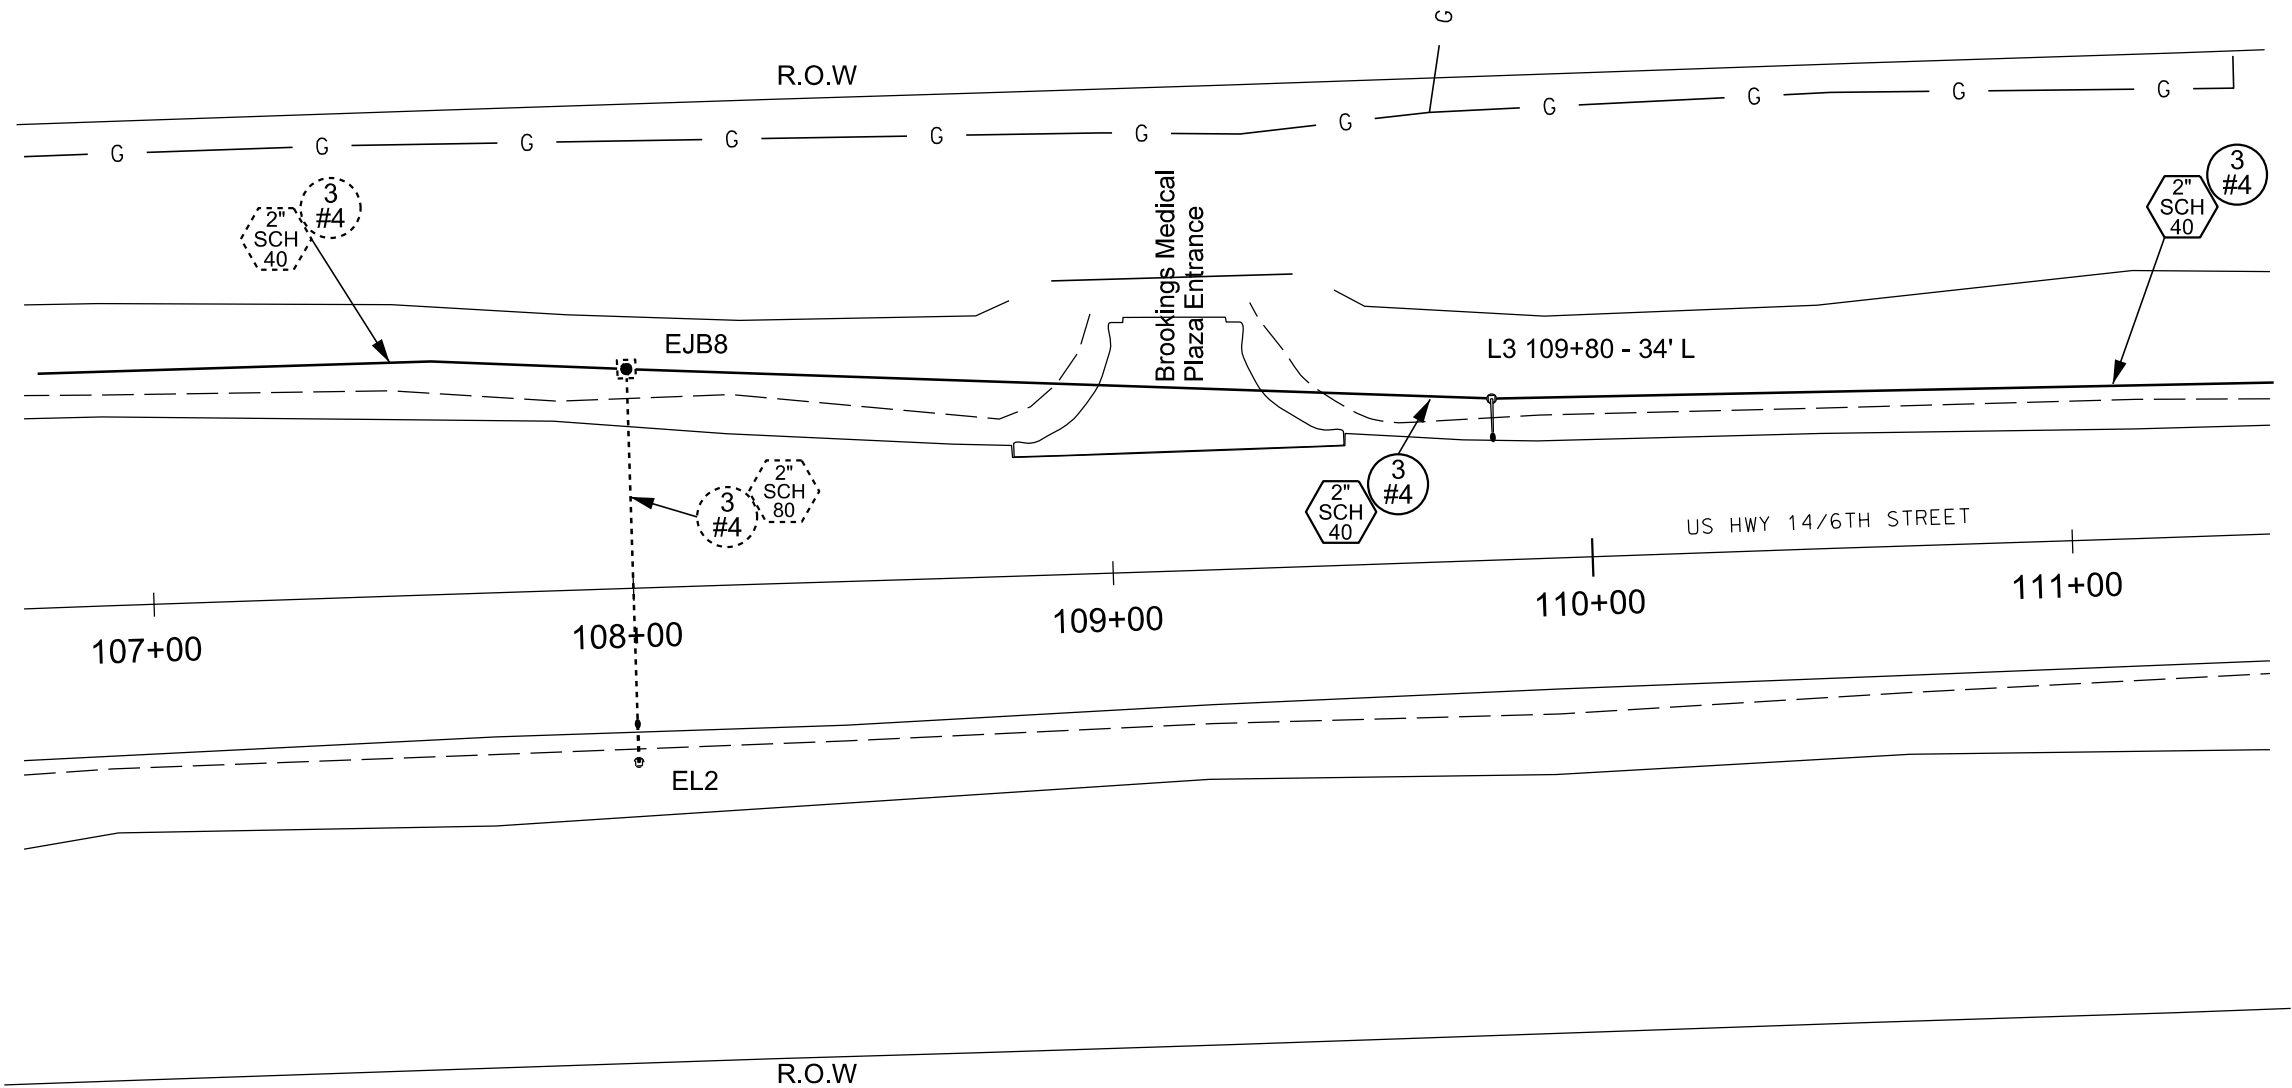 G
R.O.W
G
G
G
G
G
G
G
G
G
G
G
3
#4
2"
SCH
40
3
#4
2"
SCH
40
Brookings Medical
Plaza Entrance
EJB8
L3 109+80 - 34' L
2"
SCH
80
3
#4
3
#4
2"
SCH
40
US HWY 14/6TH STREET
107+00
108+00
109+00
110+00
111+00
EL2
R.O.W